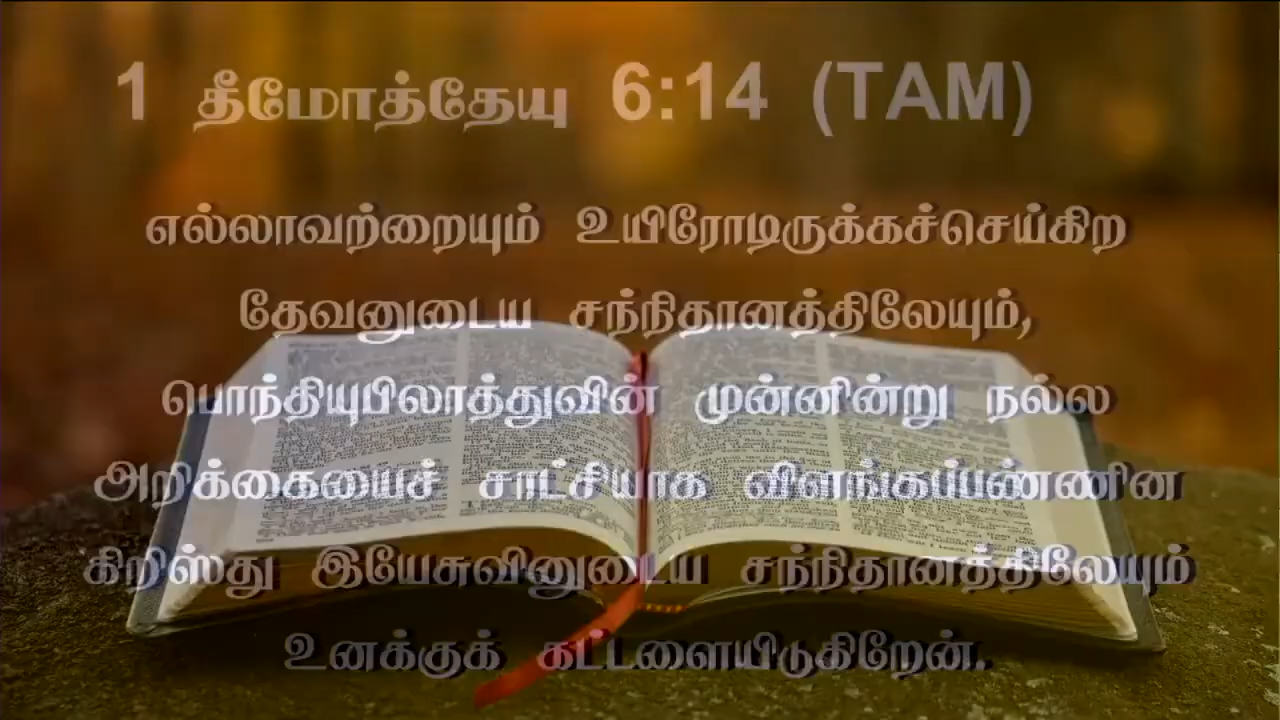 1 தீமோத்தேயு 6:14 (TAM)
எல்லாவற்றையும் உயிரோடிருக்கச்செய்கிற
தேவனுடைய சந்நிதானத்திலேயும்,
பொந்தியுபிலாத்துவின் முன்னின்று நல்ல
அறிக்கையைச் சாட்சியாக விளங்கப்பண்ணின
கிறிஸ்து இயேசுவினுடைய சந்நிதானத்திலேயும்
உனக்குக் கட்டளையிடுகிறேன்..